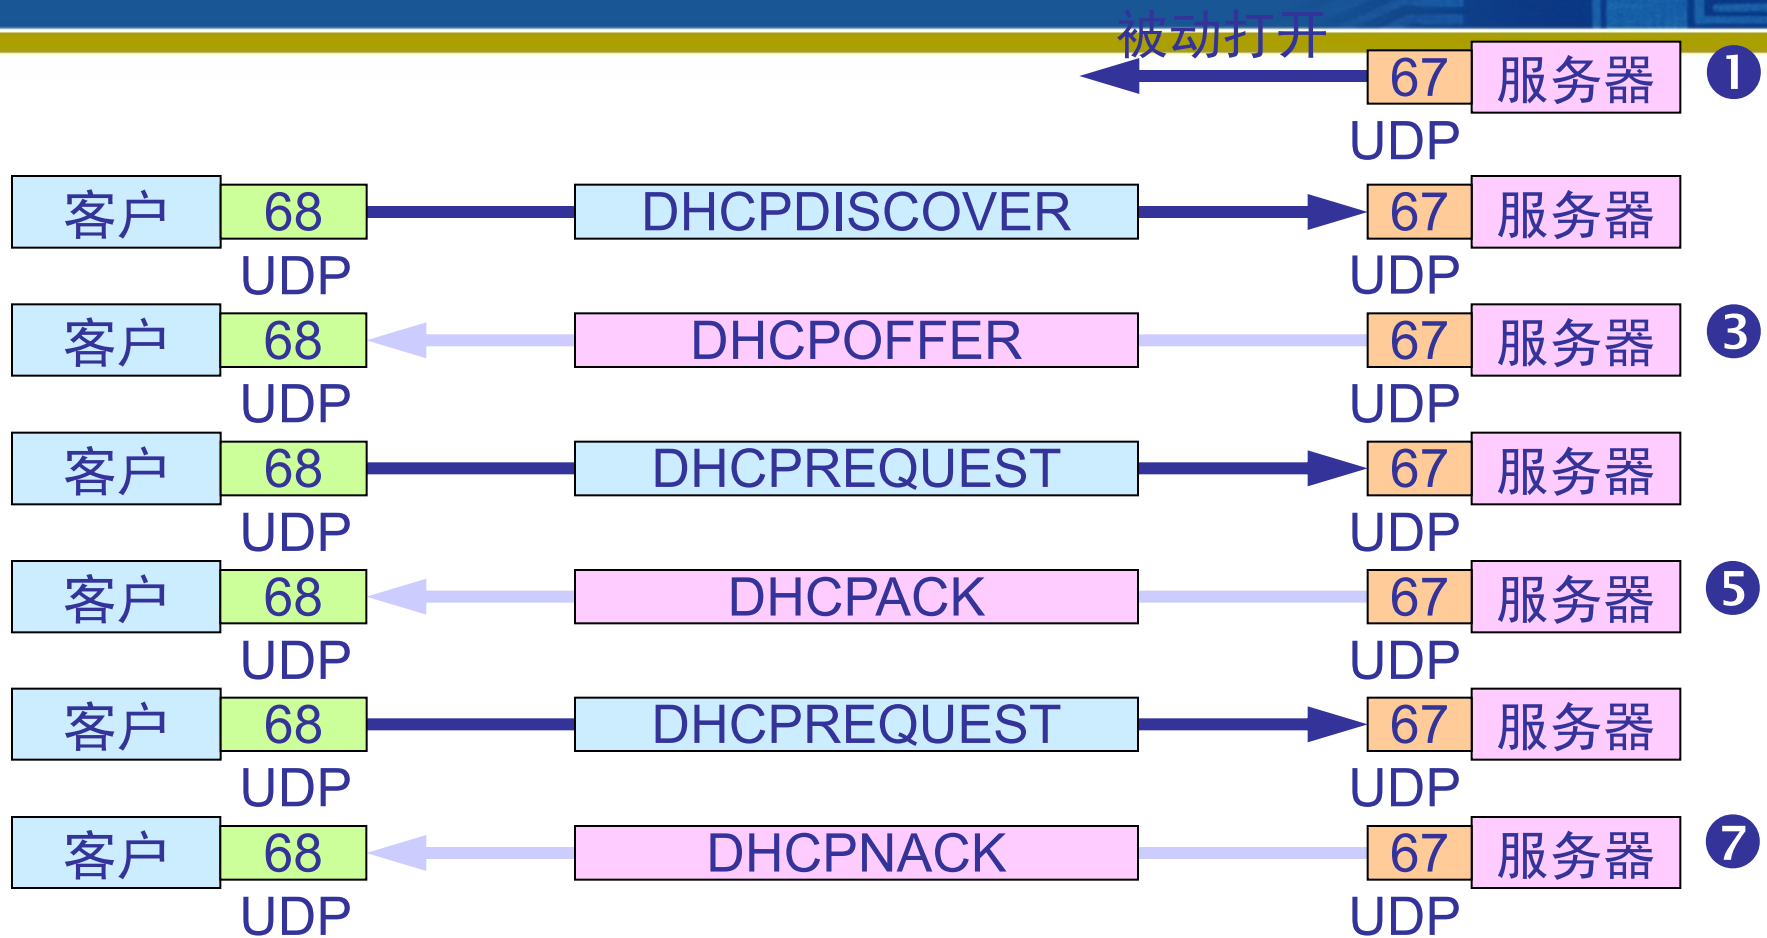 被动打开
67 服务器 ❶
UDP
客户 68 DHCPDISCOVER 67 服务器
UDP UDP
客户 68 DHCPOFFER 67 服务器 ❸
UDP UDP
客户 68 DHCPREQUEST 67 服务器
UDP UDP
客户 68 DHCPACK 67 服务器 ❺
UDP UDP
客户 68 DHCPREQUEST 67 服务器
UDP UDP
客户 68 DHCPNACK 67 服务器 ❼
UDP UDP